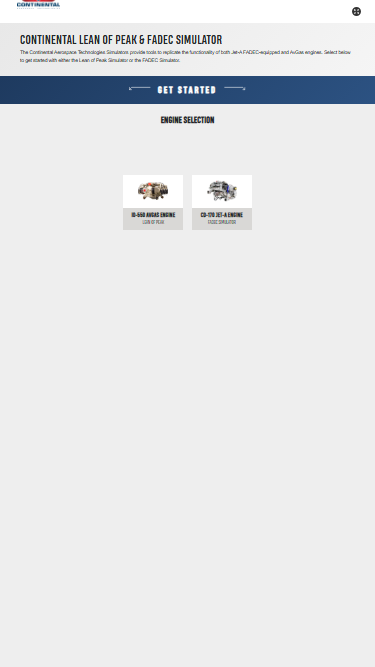 CONTINENTAL
CONTINENTAL LEAN OF PEAK & FADEC SIMULATOR
The Continental Aerospace Technologies Simulators provide tools to replicate the functionality of both Jet-A FADEC-equipped and AvGas engines. Select below
to get started with either the Lean of Peak Simulator or the FADEC Simulator.
GET STARTED
ENGINE SELECTION
IO-550 AVGAS ENGINE
LEAN OF PEAK
CD-170 JET-A ENGINE
FADEC SIMULATOR